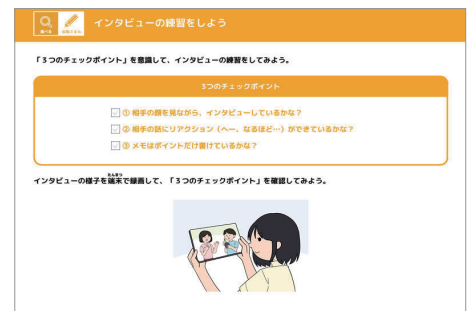 調べる
記録する
インタビューの練習をしよう
「3つのチェックポイント」を意識して、インタビューの練習をしてみよう。
3つのチェックポイント
① 相手の顔を見ながら、インタビューしているかな？
② 相手の話にリアクション（へー、なるほど…）ができているかな？
③ メモはポイントだけ書けているかな？
たんまつ
インタビューの様子を端末で録画して、「3つのチェックポイント」を確認してみよう。